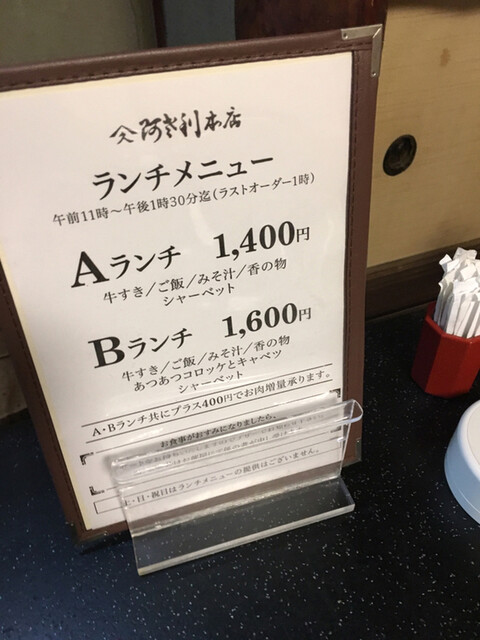 阿き利本店
ランチメニュー
午前11時～午後1時30分迄(ラストオーダー1時)
Aランチ 1,400円
牛すき/ご飯/みそ汁/香の物
シャーベット
Bランチ 1,600円
牛すき/ご飯/みそ汁/香の物
あつあつコロッケとキャベツ
シャーベット
A・Bランチ共にプラス400円でお肉増量承ります。
お食事がおすみになりましたら、
土・日・祝日はランチメニューの提供はございません。